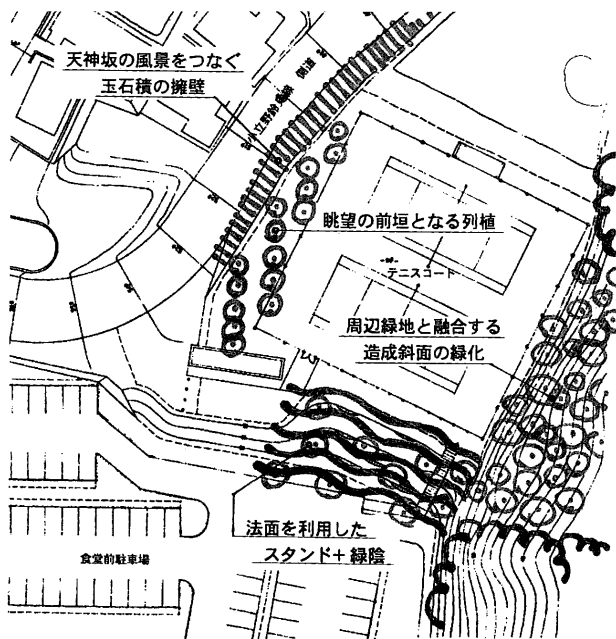 天神坂の風景をつなぐ
玉石積の擁壁
眺望の前垣となる列植
テニスコート
周辺緑地と融合する
造成斜面の緑化
法面を利用した
スタンド+緑陰
食堂前駐車場